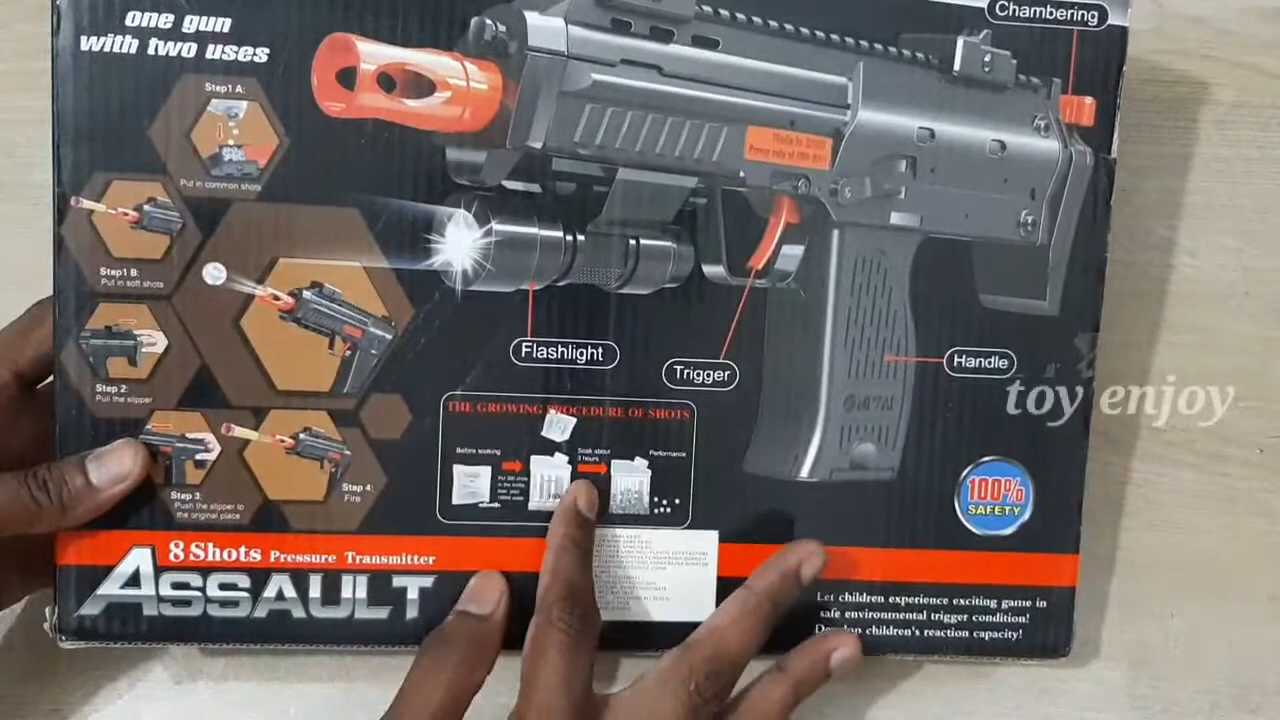 one gun
with two uses
Chambering
Step1 A:
Put in common shots
Step1 B:
Put in soft shots
Step 2:
Pull the slipper
Step 3:
Push the slipper to
the original place
Step 4:
Fire
Flashlight
Trigger
Handle
THE GROWING PROCEDURE OF SHOTS
Before soaking
Soak about
3 hours
Performance
toy enjoy
100%
SAFETY
8 Shots Pressure Transmitter
ASSAULT
Let children experience exciting game in
safe environmental trigger condition!
children's reaction capacity!